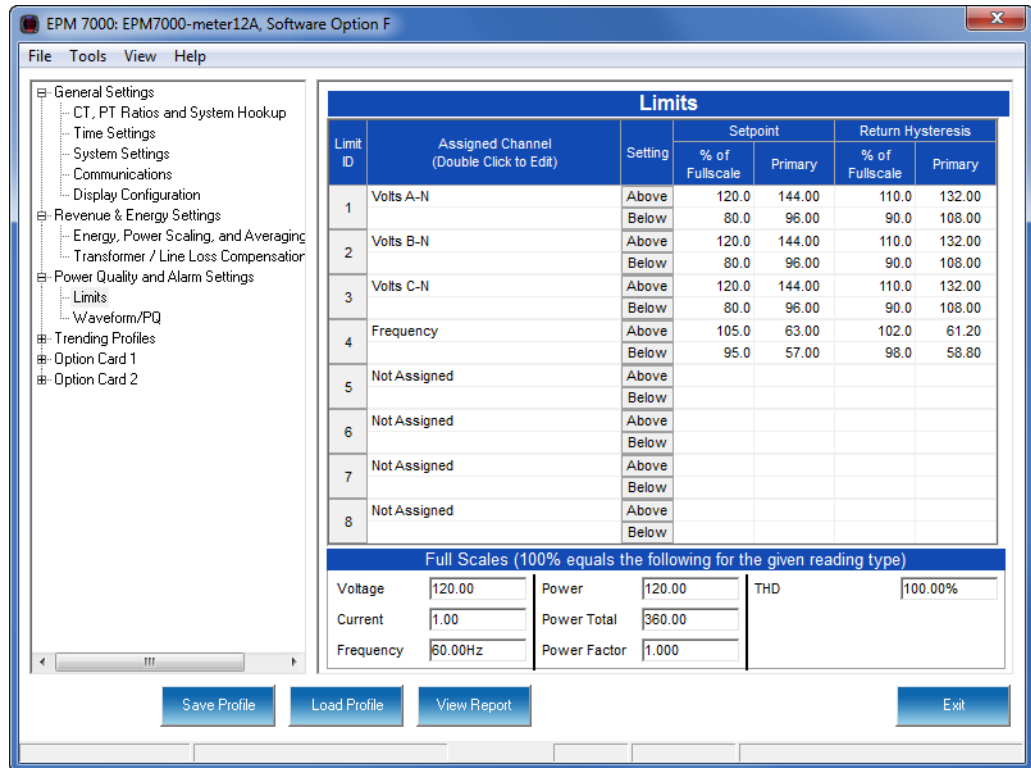 EPM 7000: EPM7000-meter12A, Software Option F
x
File Tools View Help
General Settings
CT, PT Ratios and System Hookup
Time Settings
System Settings
Communications
Display Configuration
Revenue & Energy Settings
Energy, Power Scaling, and Averaging
Transformer / Line Loss Compensation
Power Quality and Alarm Settings
Limits
Waveform/PQ
Trending Profiles
Option Card 1
Option Card 2
Limits
Limit ID Assigned Channel (Double Click to Edit) Setting Setpoint Return Hysteresis
% of Fullscale Primary % of Fullscale Primary
1 Volts A-N Above 120.0 144.00 110.0 132.00
Below 80.0 96.00 90.0 108.00
2 Volts B-N Above 120.0 144.00 110.0 132.00
Below 80.0 96.00 90.0 108.00
3 Volts C-N Above 120.0 144.00 110.0 132.00
Below 80.0 96.00 90.0 108.00
4 Frequency Above 105.0 63.00 102.0 61.20
Below 95.0 57.00 98.0 58.80
5 Not Assigned Above
Below
6 Not Assigned Above
Below
7 Not Assigned Above
Below
8 Not Assigned Above
Below
Full Scales (100% equals the following for the given reading type)
Voltage 120.00 Power 120.00 THD 100.00%
Current 1.00 Power Total 360.00
Frequency 60.00Hz Power Factor 1.000
Save Profile Load Profile View Report Exit